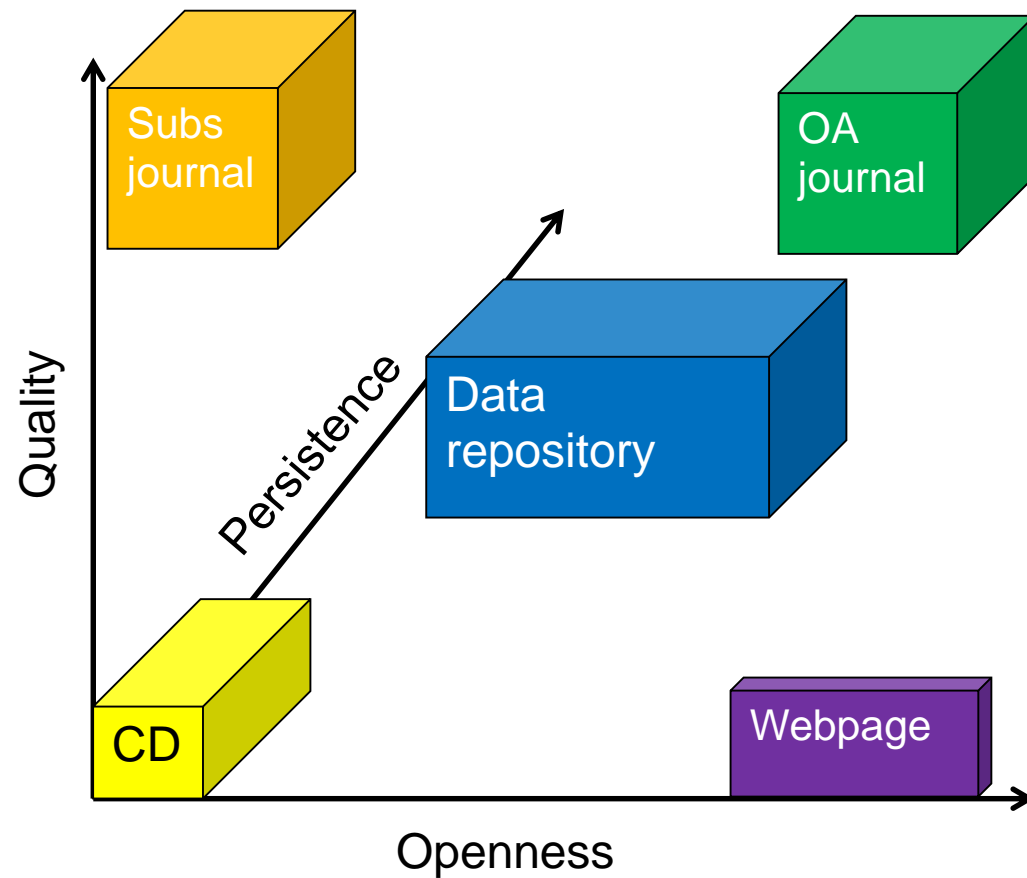 Subs
journal
OA
journal
Quality
Persistence
Data
repository
CD
Webpage
Openness